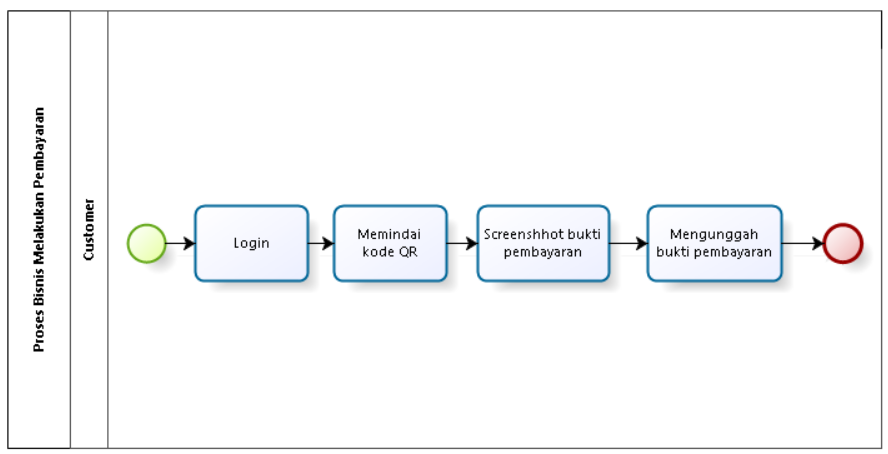 Proses Bisnis Melakukan Pembayaran
Customer
Login
Memindai
kode QR
Screenshhot bukti
pembayaran
Mengunggah
bukti pembayaran